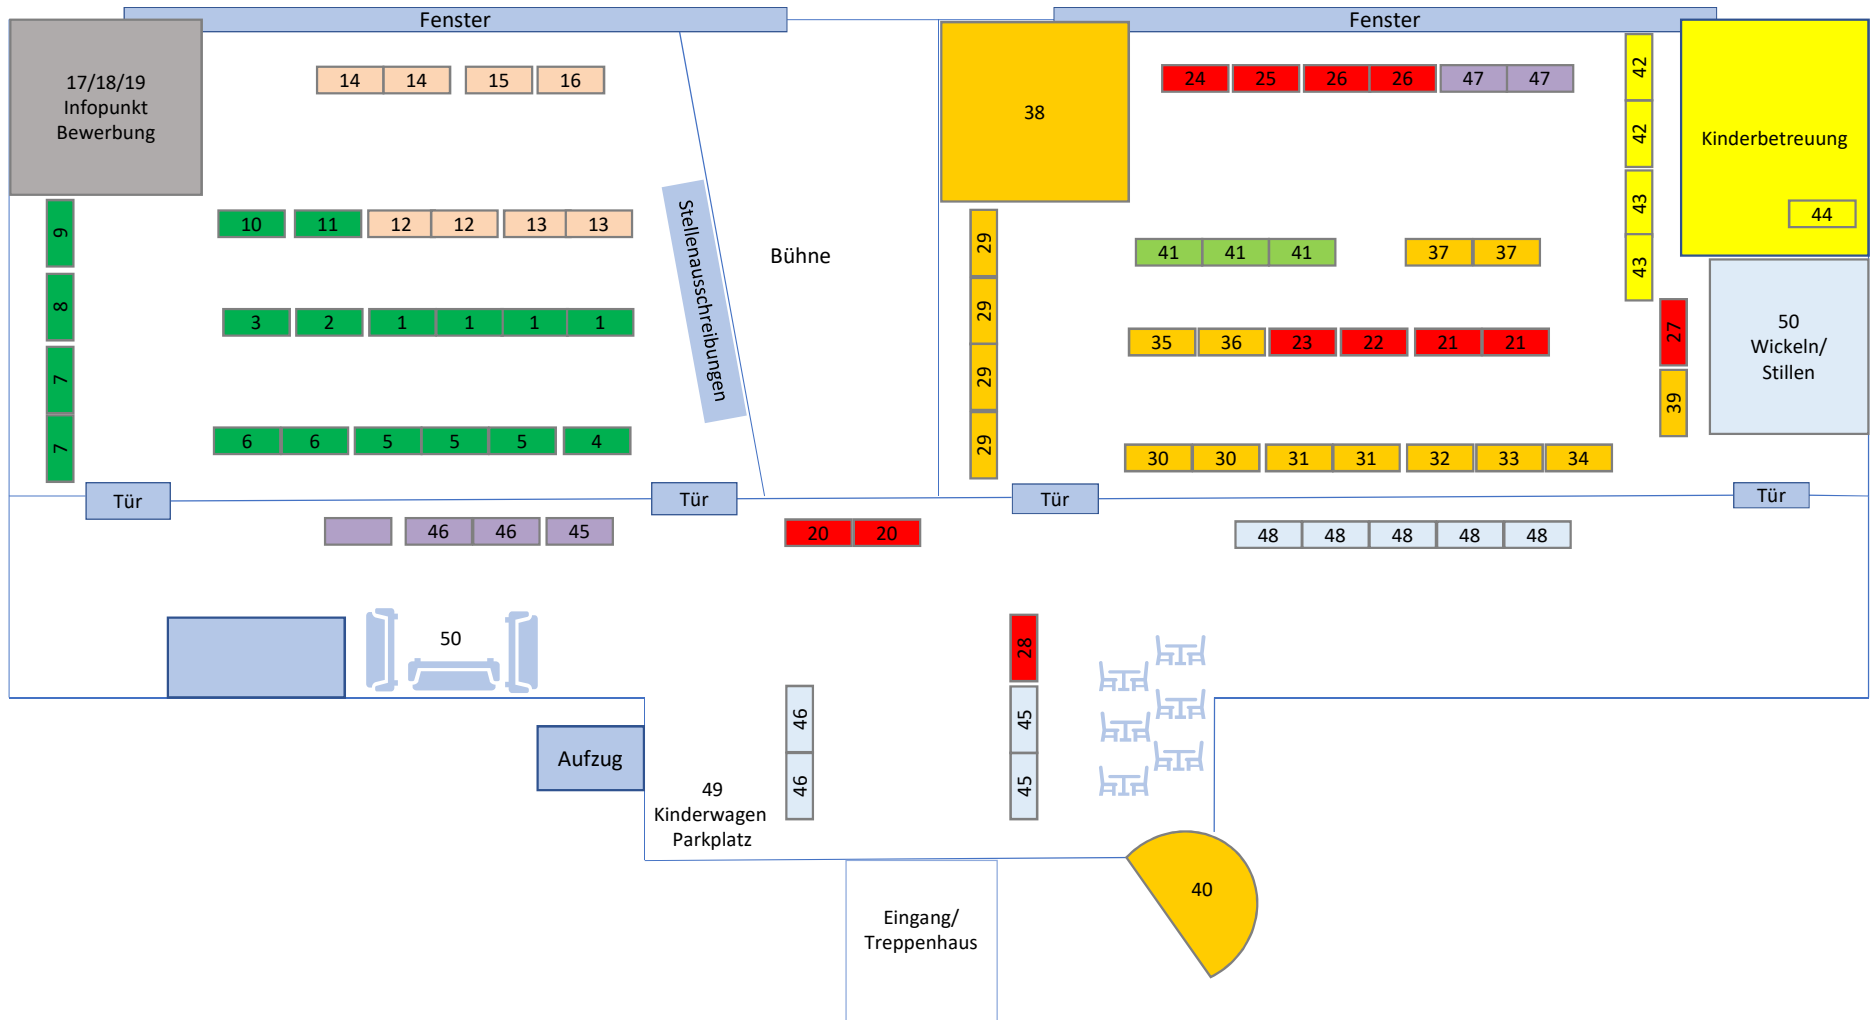 Fenster
Fenster
17/18/19
Infopunkt
Bewerbung
14 14 15 16
38
24 25 26 26 47 47
42
42
43
43
Kinderbetreuung
44
9
8
7
7
10 11 12 12 13 13
Stellenausschreibungen
Bühne
29
29
29
29
41 41 41 37 37
3 2 1 1 1 1
35 36 23 22 21 21
27
39
50
Wickeln/
Stillen
6 6 5 5 5 4
30 30 31 31 32 33 34
Tür
Tür
Tür
Tür
46 46 45
20 20
48 48 48 48 48
50
28
46
46
45
45
Aufzug
49
Kinderwagen
Parkplatz
40
Eingang/
Treppenhaus